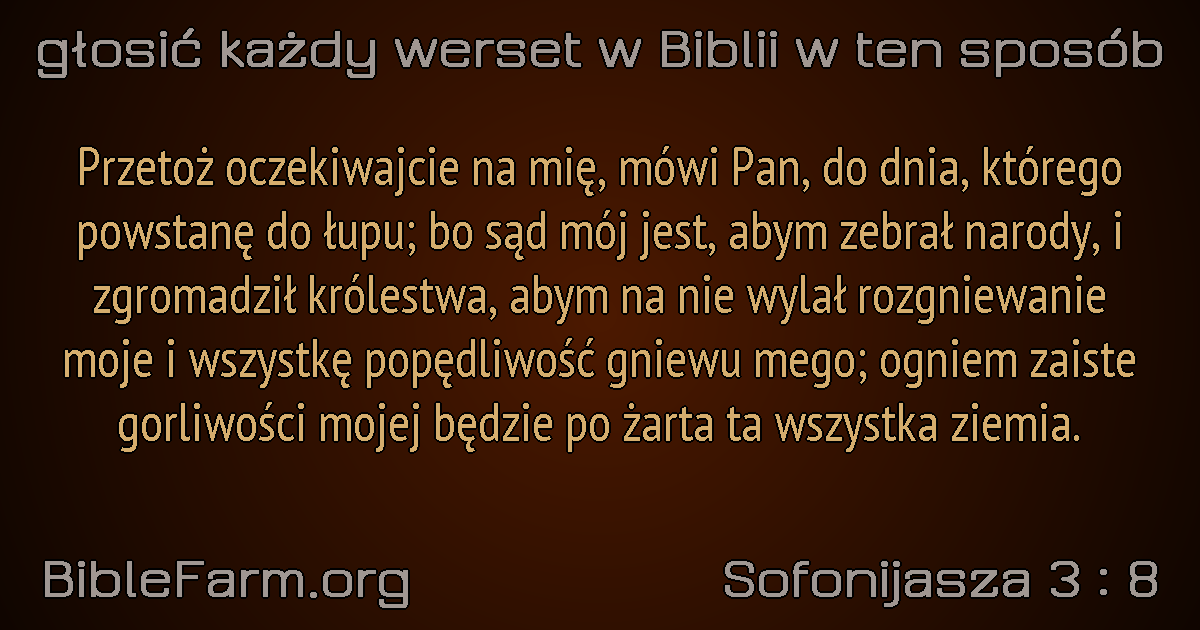 głosić każdy werset w Biblii w ten sposób
Przetoż oczekiwajcie na mię, mówi Pan, do dnia, którego
powstanę do łupu; bo sąd mój jest, abym zebrał narody, i
zgromadził królestwa, abym na nie wylał rozgniewanie
moje i wszystkę popędliwość gniewu mego; ogniem zaiste
gorliwości mojej będzie po żarta ta wszystka ziemia.
BibleFarm.org
Sofonijasza 3 : 8